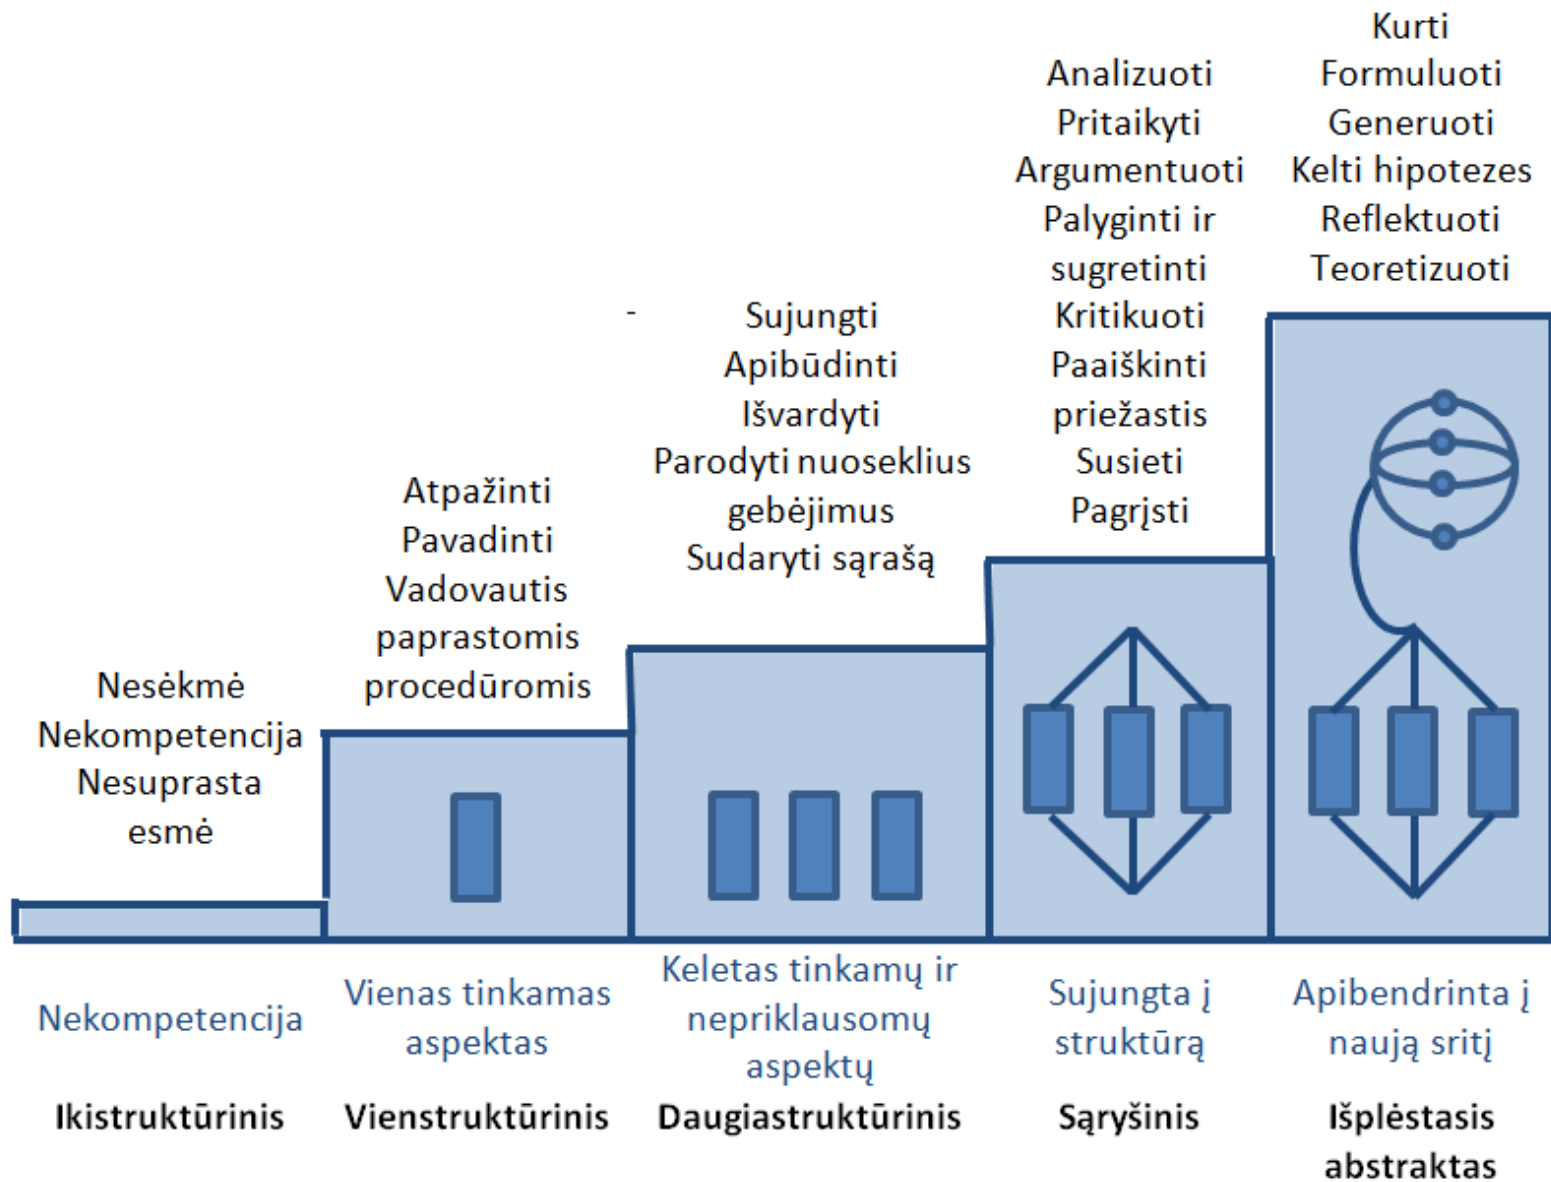 Nesėkmė
Nekompetencija
Nesuprasta
esmė
Atpažinti
Pavadinti
Vadovautis
paprastomis
procedūromis
-
Sujungti
Apibūdinti
Išvardyti
Parodyti nuoseklius
gebėjimus
Sudaryti sąrašą
Analizuoti
Pritaikyti
Argumentuoti
Palyginti ir
sugretinti
Kritikuoti
Paaiškinti
priežastis
Susieti
Pagrįsti
Kurti
Formuluoti
Generuoti
Kelti hipotezes
Reflektuoti
Teoretizuoti
Nekompetencija
Vienas tinkamas
aspektas
Keletas tinkamų ir
nepriklausomų
aspektų
Sujungta į
struktūrą
Apibendrinta į
naują sritį
Ikistruktūrinis
Vienstruktūrinis
Daugiastruktūrinis
Sąryšinis
Išplėstasis
abstraktas